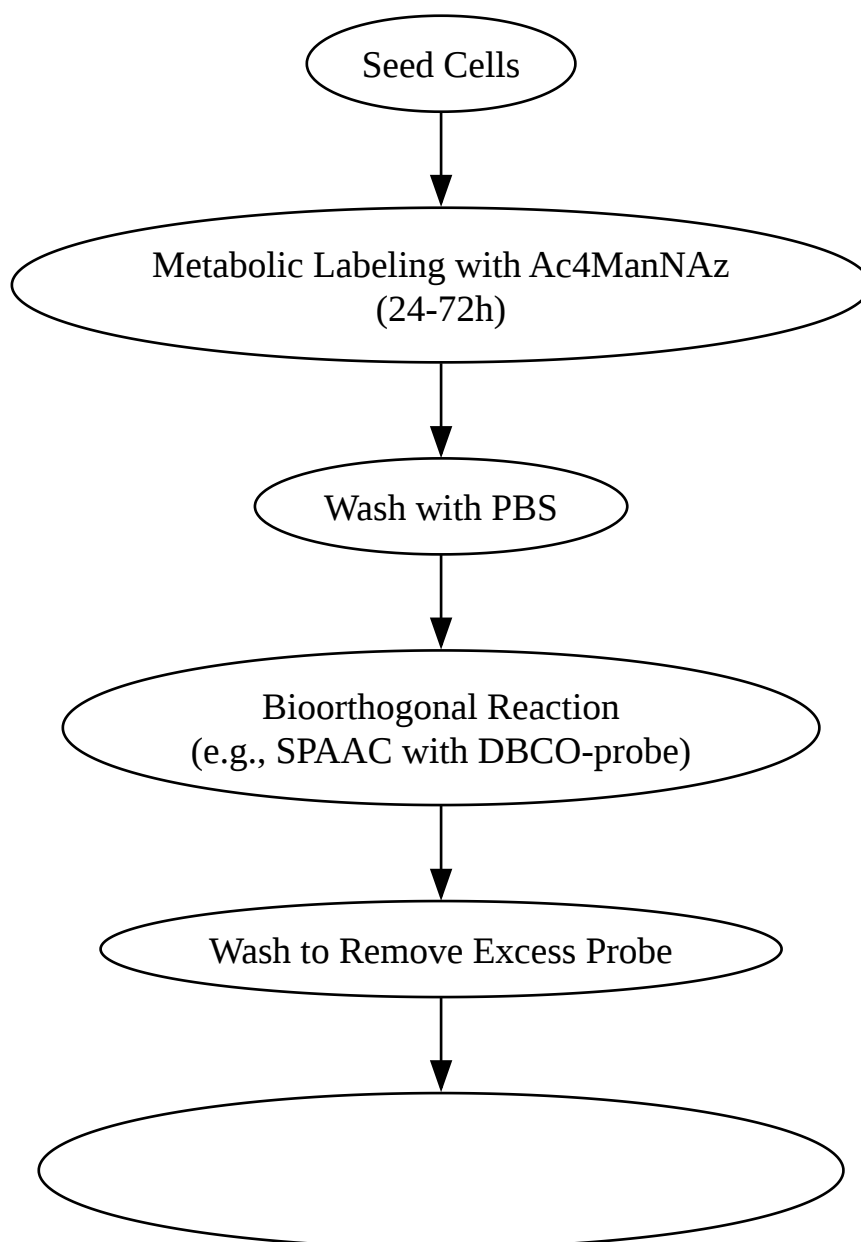 Seed Cells
Metabolic Labeling with Ac4ManNAz
(24-72h)
Wash with PBS
Bioorthogonal Reaction
(e.g., SPAAC with DBCO-probe)
Wash to Remove Excess Probe